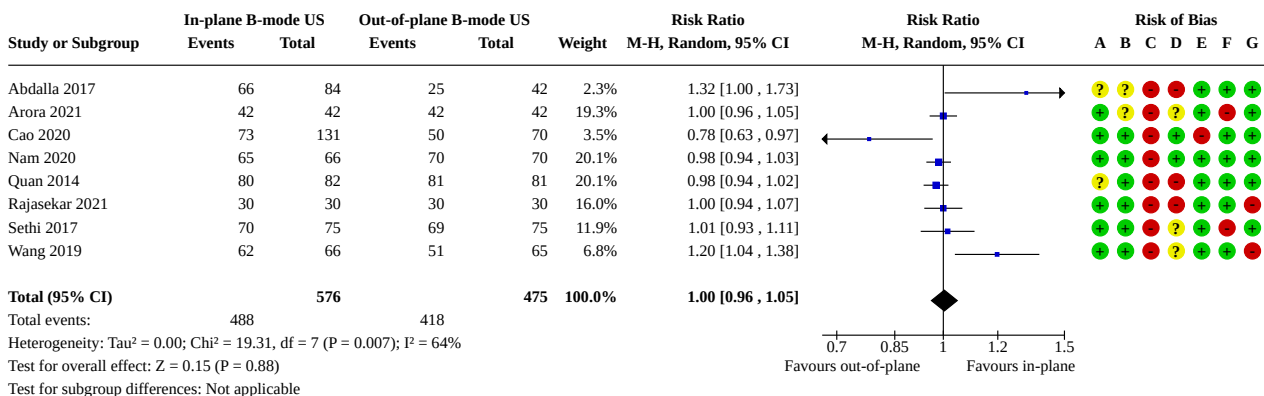 In-plane B-mode US Out-of-plane B-mode US Risk Ratio Risk Ratio Risk of Bias
Study or Subgroup Events Total Events Total Weight M-H, Random, 95% CI M-H, Random, 95% CI A B C D E F G
Abdalla 2017 66 84 25 42 2.3% 1.32 [1.00 , 1.73] ? ? - - + + +
Arora 2021 42 42 42 42 19.3% 1.00 [0.96 , 1.05] + ? - ? + - +
Cao 2020 73 131 50 70 3.5% 0.78 [0.63 , 0.97] + + - + - + +
Nam 2020 65 66 70 70 20.1% 0.98 [0.94 , 1.03] + + - + + + +
Quan 2014 80 82 81 81 20.1% 0.98 [0.94 , 1.02] ? + - - + + +
Rajasekar 2021 30 30 30 30 16.0% 1.00 [0.94 , 1.07] + + - - + + -
Sethi 2017 70 75 69 75 11.9% 1.01 [0.93 , 1.11] + + - ? + - +
Wang 2019 62 66 51 65 6.8% 1.20 [1.04 , 1.38] + + - ? + + -
Total (95% CI) 576 475 100.0% 1.00 [0.96 , 1.05]
Total events: 488 418
Heterogeneity: Tau² = 0.00; Chi² = 19.31, df = 7 (P = 0.007); I² = 64%
0.7 0.85 1 1.2 1.5
Test for overall effect: Z = 0.15 (P = 0.88) Favours out-of-plane Favours in-plane
Test for subgroup differences: Not applicable